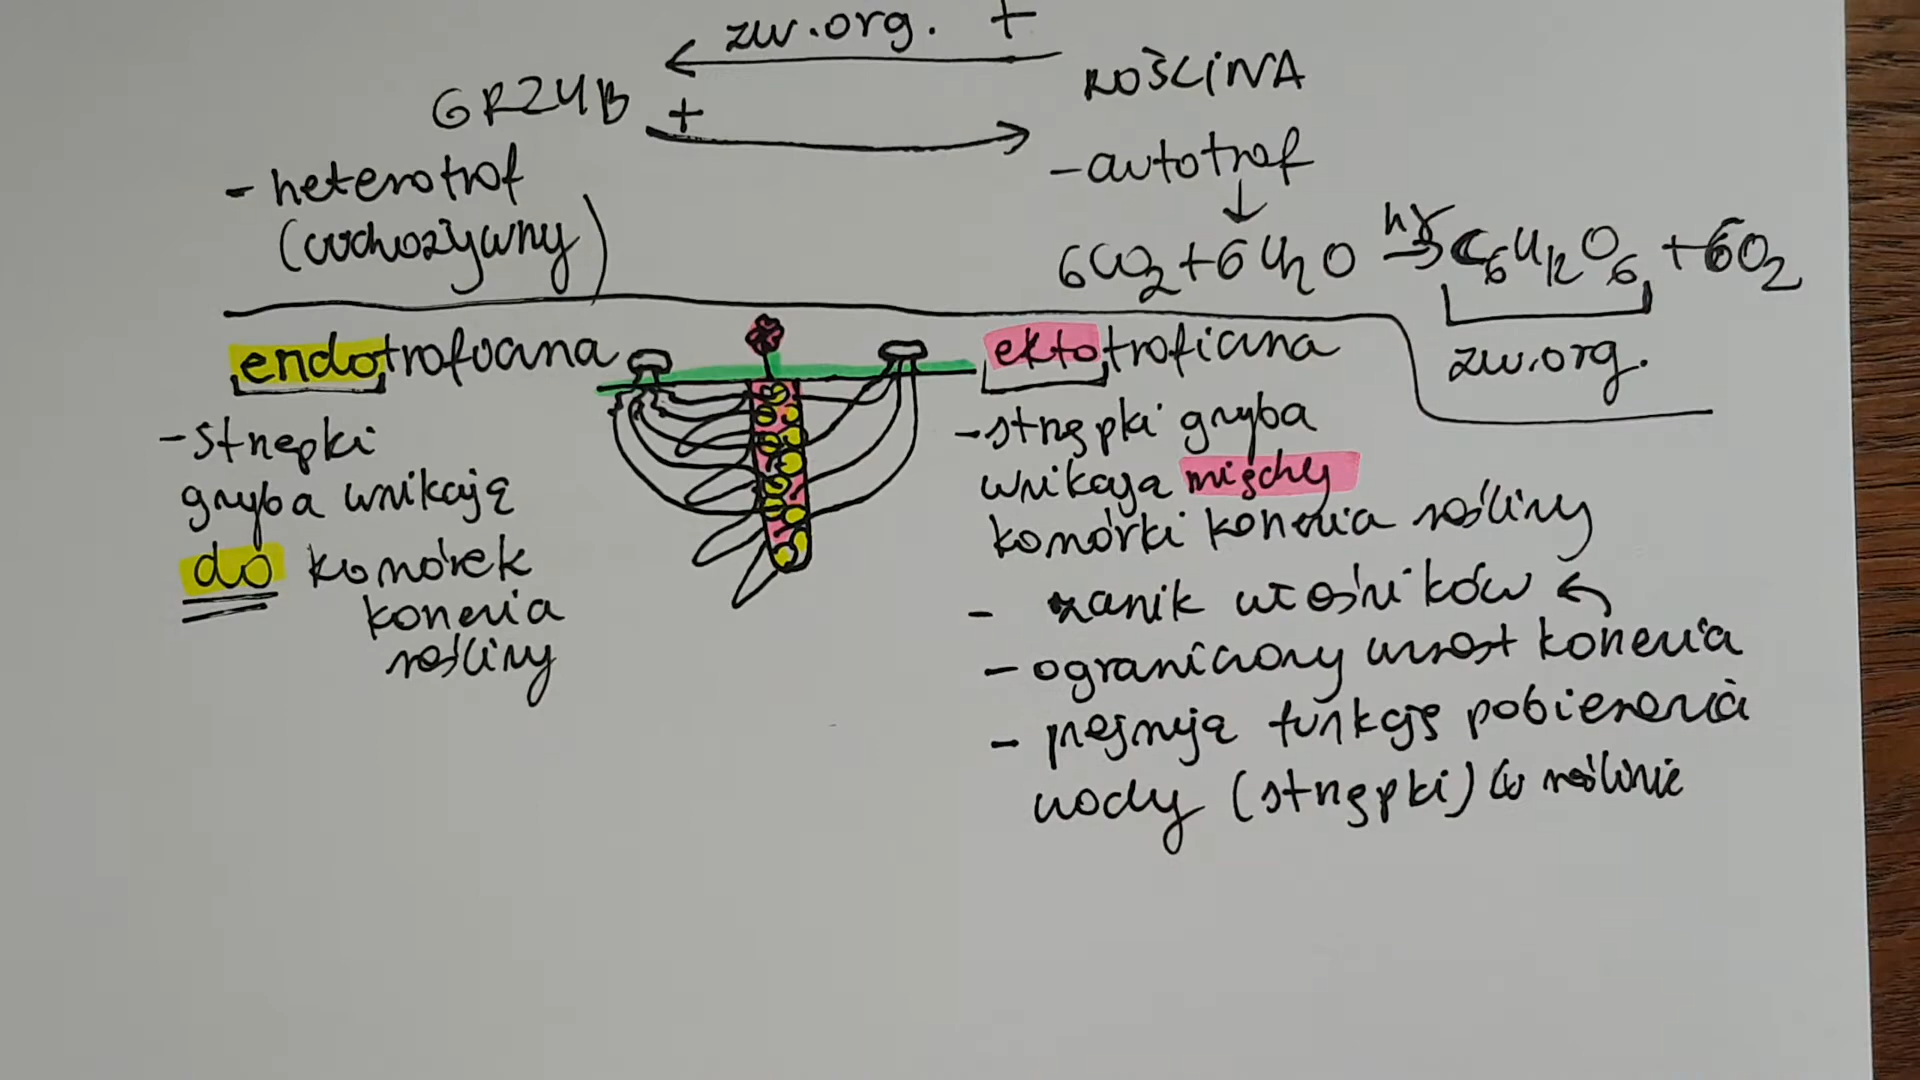 zw.org. +
GRZYB
+
ROŚLINA
- heterotrof
(cudzożywny)
- autotrof
↓
6CO2+6H2O hγ→ C6H12O6 +6O2
zw.org.
endotroficzna
- strzępki
grzyba wnikają
do komórek
korzenia
rośliny
ektotroficzna
- strzępki grzyba
wnikają między
komórki korzenia rośliny
- zanik włośników ←
- ograniczony wzrost korzenia
- przejmują funkcję pobierania
wody (strzępki) w roślinie